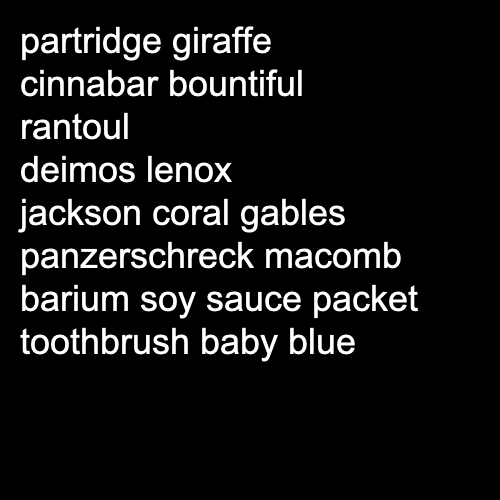 partridge giraffe
cinnabar bountiful
rantoul
deimos lenox
jackson coral gables
panzerschreck macomb
barium soy sauce packet
toothbrush baby blue